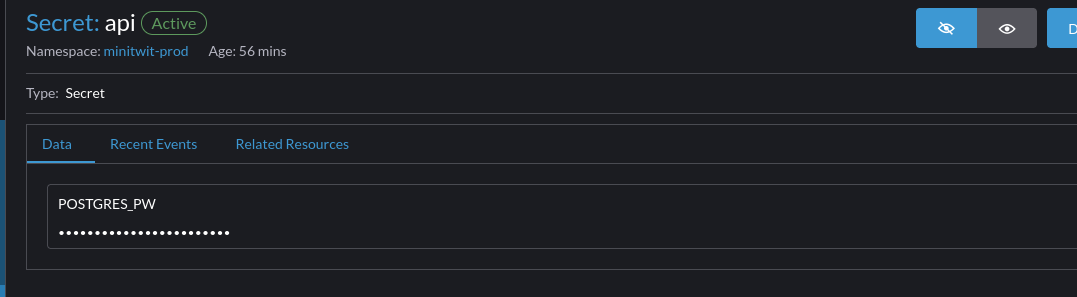 Secret: api Active
Namespace: minitwit-prod Age: 56 mins
D
Type: Secret
Data Recent Events Related Resources
POSTGRES_PW
••••••••••••••••••••••••